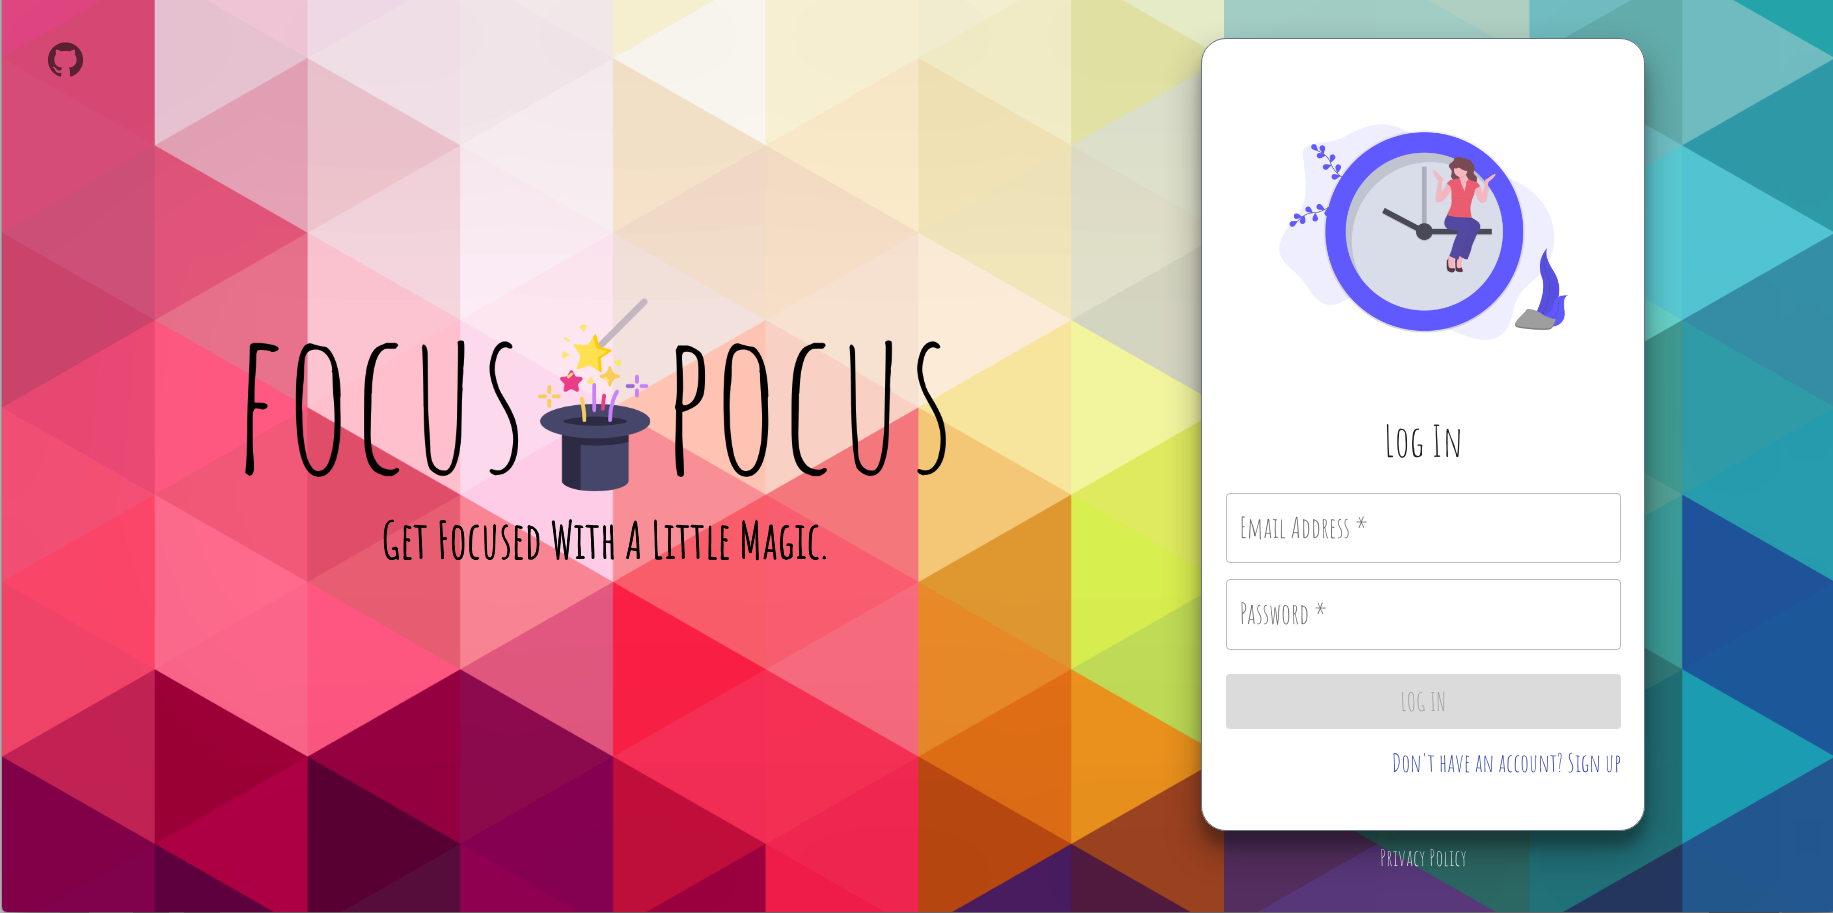 FOCUS POCUS
Get Focused With A Little Magic.
Log In
Email Address *
Password *
LOG IN
Don't have an account? Sign up
Privacy Policy